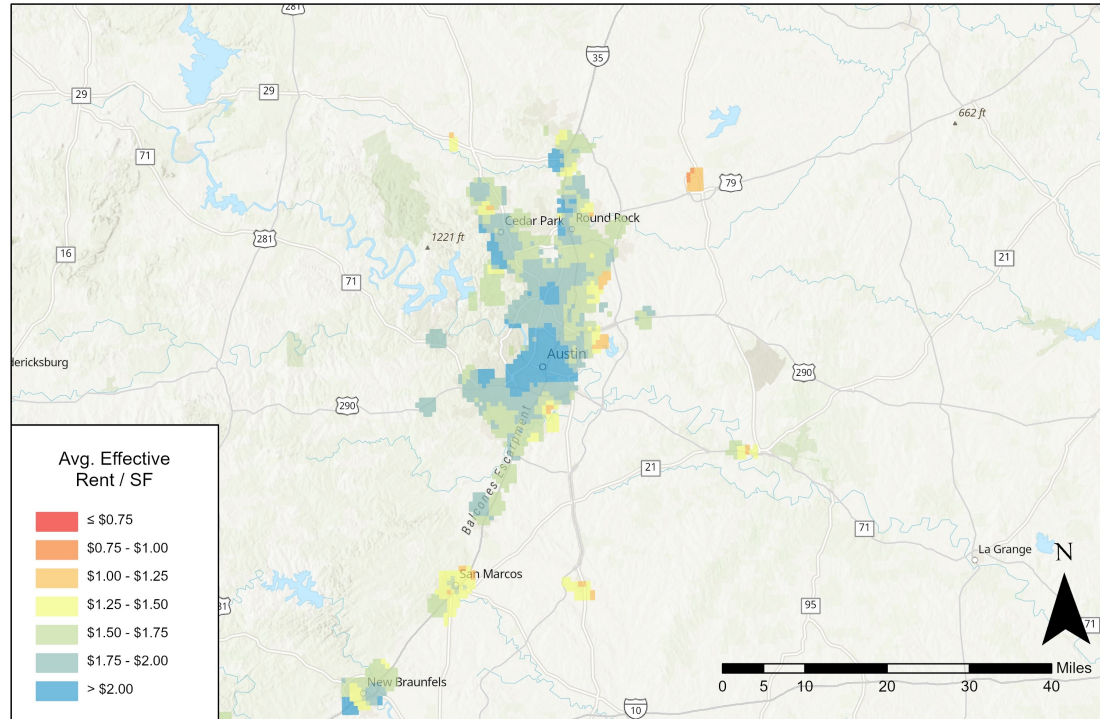 281
35
29
29
662 ft
71
79
Cedar Park
Round Rock
1221 ft
281
16
21
71
Austin
dericksburg
290
290
Balcones Escarpment
21
71
La Grange
San Marcos
95
71
New Braunfels
10
Avg. Effective
Rent / SF
≤ $0.75
$0.75 - $1.00
$1.00 - $1.25
$1.25 - $1.50
$1.50 - $1.75
$1.75 - $2.00
> $2.00
N
Miles
0 5 10 20 30 40